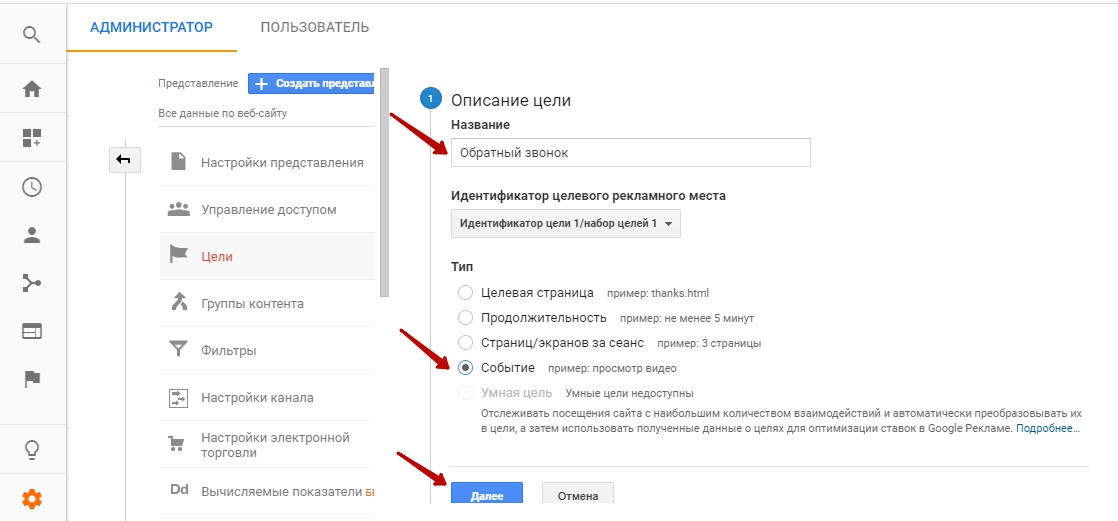 АДМИНИСТРАТОР ПОЛЬЗОВАТЕЛЬ
Представление
+ Создать представл
Все данные по веб-сайту
Настройки представления
Управление доступом
Цели
Группы контента
Фильтры
Настройки канала
Настройки электронной
торговли
Dd Вычисляемые показатели БЕ
1 Описание цели
Название
Обратный звонок
Идентификатор целевого рекламного места
Идентификатор цели 1/набор целей 1
Тип
Целевая страница пример: thanks.html
Продолжительность пример: не менее 5 минут
Страниц/экранов за сеанс пример: 3 страницы
Событие пример: просмотр видео
Умная цель Умные цели недоступны
Отслеживать посещения сайта с наибольшим количеством взаимодействий и автоматически преобразовывать их
в цели, а затем использовать полученные данные о целях для оптимизации ставок в Google Рекламе. Подробнее…
Далее Отмена